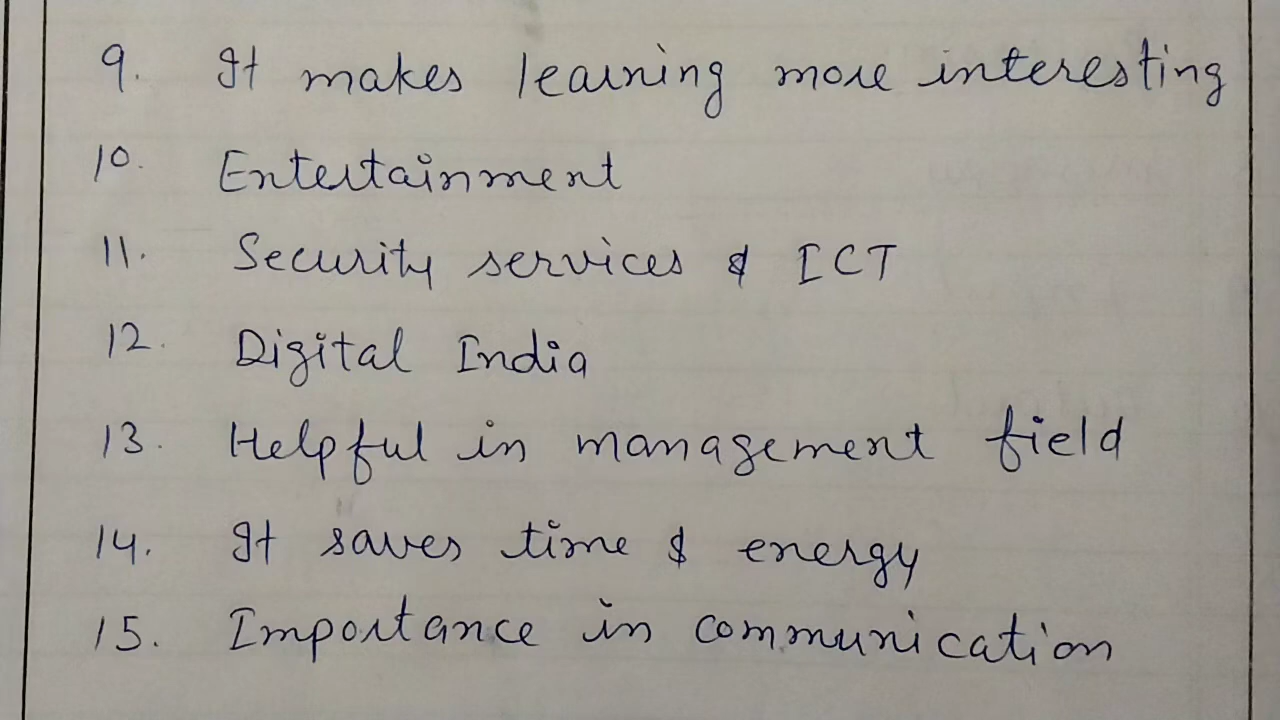 9. It makes learning more interesting
10. Entertainment
11. Security services & ICT
12. Digital India
13. Helpful in management field
14. It saves time & energy
15. Importance in communication